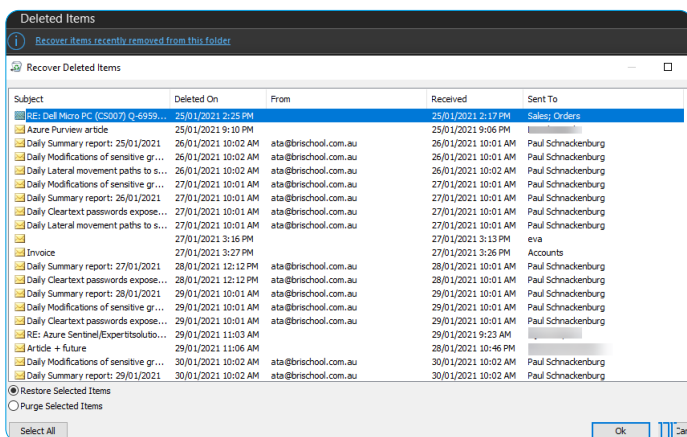 Deleted Items
Recover items recently removed from this folder
Recover Deleted Items
Subject Deleted On From Received Sent To
RE: Dell Micro PC (CS007) Q-6959... 25/01/2021 2:25 PM 25/01/2021 2:17 PM Sales; Orders
Azure Purview article 25/01/2021 9:10 PM 25/01/2021 9:06 PM
Daily Summary report: 25/01/2021 26/01/2021 10:02 AM ata@brischool.com.au 26/01/2021 10:01 AM Paul Schnackenburg
Daily Modifications of sensitive gr... 26/01/2021 10:02 AM ata@brischool.com.au 26/01/2021 10:01 AM Paul Schnackenburg
Daily Lateral movement paths to s... 26/01/2021 10:02 AM ata@brischool.com.au 26/01/2021 10:02 AM Paul Schnackenburg
Daily Modifications of sensitive gr... 27/01/2021 10:01 AM ata@brischool.com.au 27/01/2021 10:01 AM Paul Schnackenburg
Daily Summary report: 26/01/2021 27/01/2021 10:01 AM ata@brischool.com.au 27/01/2021 10:01 AM Paul Schnackenburg
Daily Cleartext passwords expose... 27/01/2021 10:01 AM ata@brischool.com.au 27/01/2021 10:01 AM Paul Schnackenburg
Daily Lateral movement paths to s... 27/01/2021 10:01 AM ata@brischool.com.au 27/01/2021 10:01 AM Paul Schnackenburg
27/01/2021 3:16 PM 27/01/2021 3:13 PM eva
Invoice 27/01/2021 3:27 PM 27/01/2021 3:26 PM Accounts
Daily Summary report: 27/01/2021 28/01/2021 12:12 PM ata@brischool.com.au 28/01/2021 10:01 AM Paul Schnackenburg
Daily Cleartext passwords expose... 28/01/2021 12:12 PM ata@brischool.com.au 28/01/2021 10:01 AM Paul Schnackenburg
Daily Summary report: 28/01/2021 29/01/2021 10:01 AM ata@brischool.com.au 29/01/2021 10:01 AM Paul Schnackenburg
Daily Modifications of sensitive gr... 29/01/2021 10:01 AM ata@brischool.com.au 29/01/2021 10:01 AM Paul Schnackenburg
Daily Cleartext passwords expose... 29/01/2021 10:01 AM ata@brischool.com.au 29/01/2021 10:01 AM Paul Schnackenburg
RE: Azure Sentinel/Expertitsolutio... 29/01/2021 11:03 AM 29/01/2021 9:23 AM
Article + future 29/01/2021 11:06 AM 28/01/2021 10:46 PM
Daily Modifications of sensitive gr... 30/01/2021 10:02 AM ata@brischool.com.au 30/01/2021 10:02 AM Paul Schnackenburg
Daily Summary report: 29/01/2021 30/01/2021 10:02 AM ata@brischool.com.au 30/01/2021 10:02 AM Paul Schnackenburg
Restore Selected Items
Purge Selected Items
Select All Ok